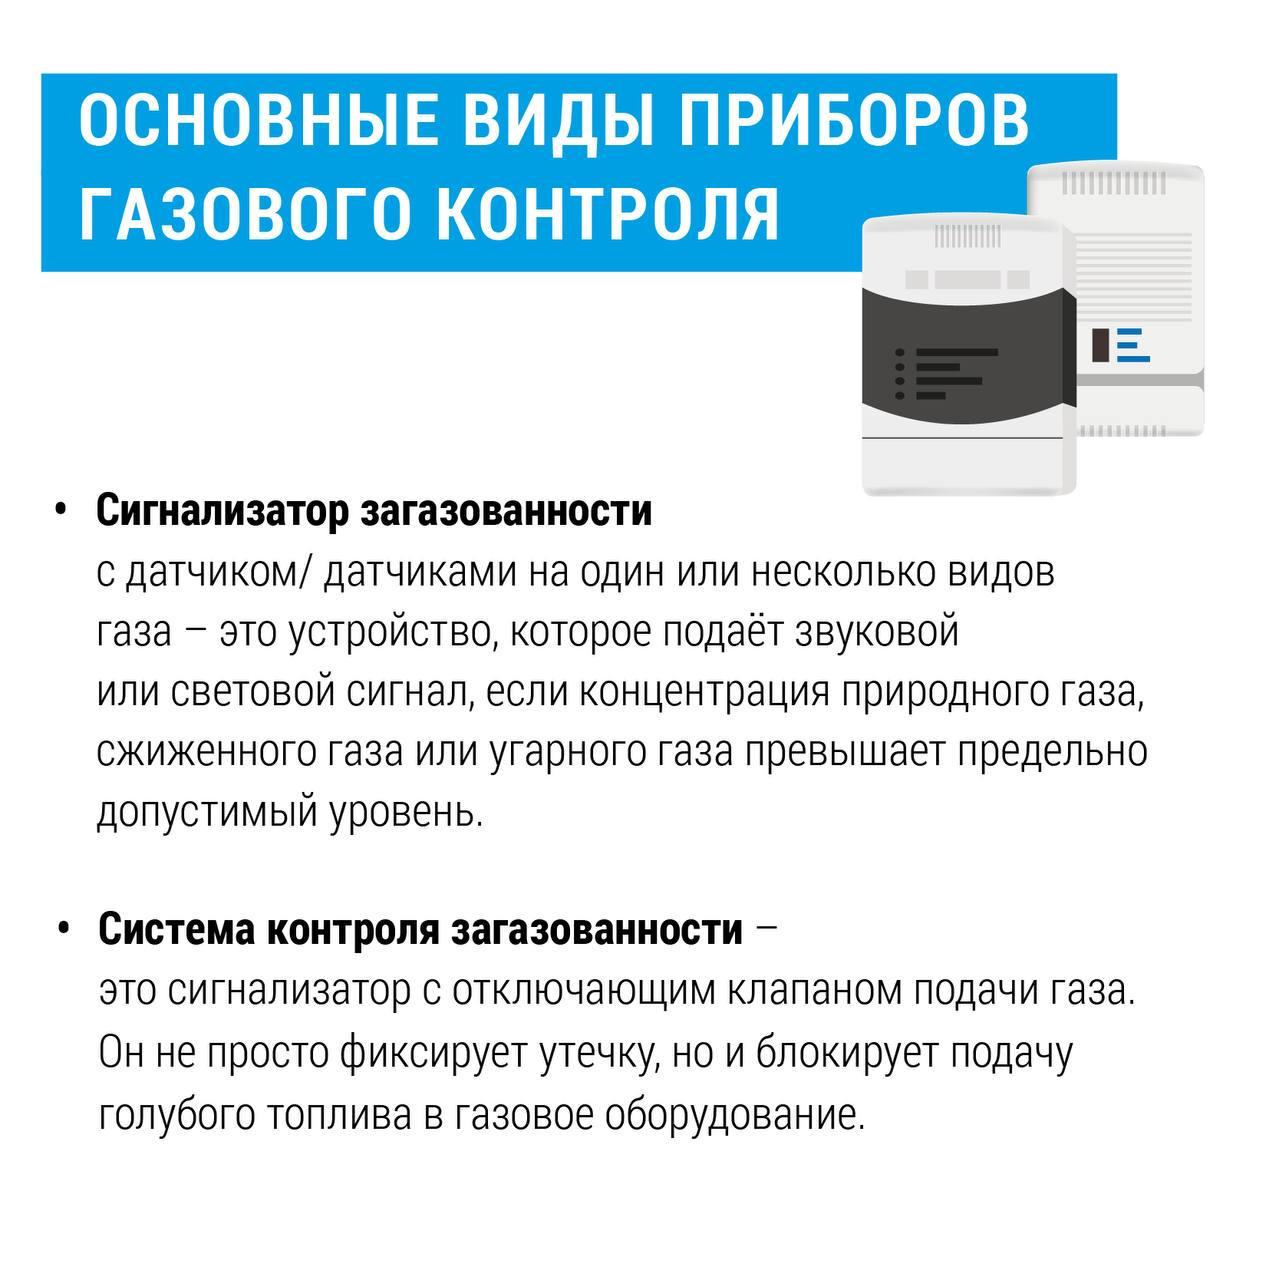 ОСНОВНЫЕ ВИДЫ ПРИБОРОВ
ГАЗОВОГО КОНТРОЛЯ
• Сигнализатор загазованности
с датчиком/ датчиками на один или несколько видов
газа – это устройство, которое подаёт звуковой
или световой сигнал, если концентрация природного газа,
сжиженного газа или угарного газа превышает предельно
допустимый уровень.
• Система контроля загазованности –
это сигнализатор с отключающим клапаном подачи газа.
Он не просто фиксирует утечку, но и блокирует подачу
голубого топлива в газовое оборудование.